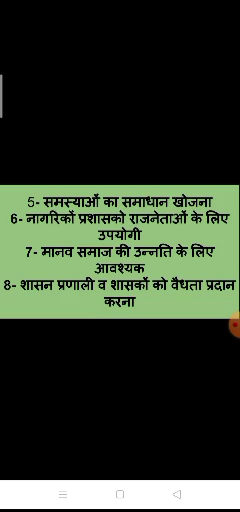 5- समस्याओं का समाधान खोजना
6- नागरिकों प्रशासको राजनेताओं के लिए
उपयोगी
7- मानव समाज की उन्नति के लिए
आवश्यक
8- शासन प्रणाली व शासकों को वैधता प्रदान
करना